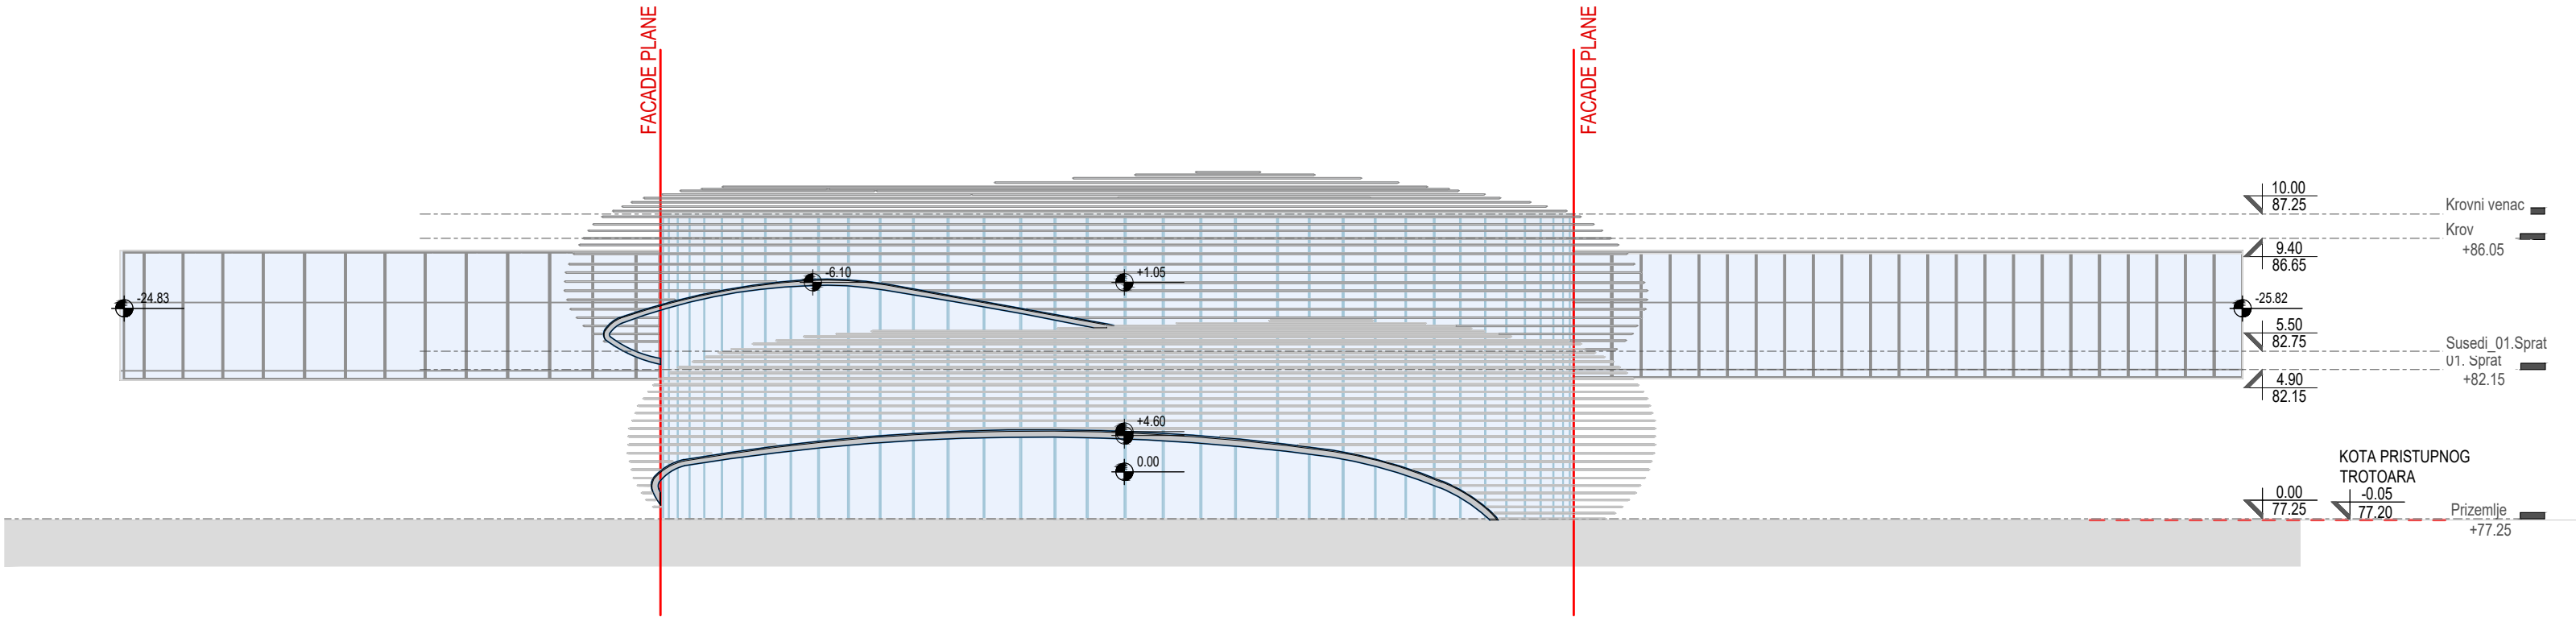 FACADE PLANE
FACADE PLANE
10.00
87.25
Krovni venac
Krov
+86.05
9.40
86.65
-6.10
+1.05
-24.83
-25.82
5.50
82.75
Susedi_01.Sprat
01. Sprat
+82.15
4.90
82.15
+4.60
0.00
KOTA PRISTUPNOG
TROTOARA
0.00
77.25
-0.05
77.20
Prizemlje
+77.25